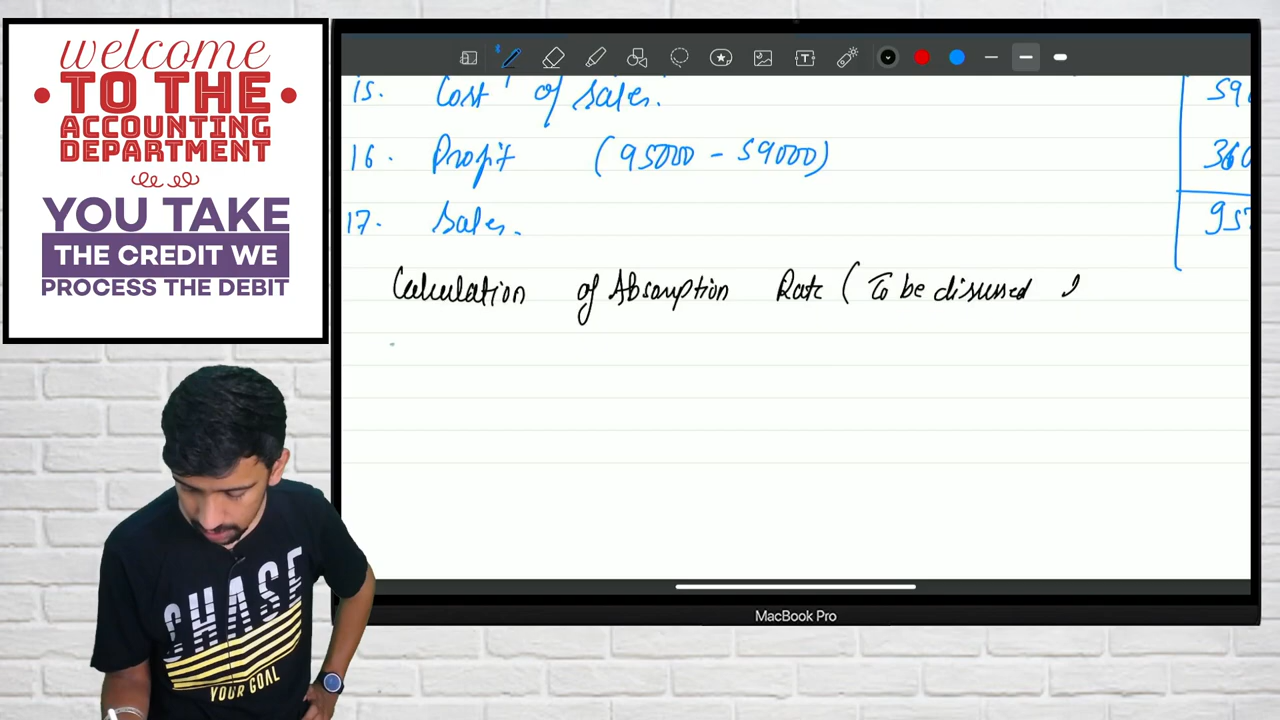 welcome
TO THE
ACCOUNTING
DEPARTMENT
YOU TAKE
THE CREDIT WE
PROCESS THE DEBIT
15. Cost of Sales.
16. Profit (95000 - 59000)
17. Sales.
Calculation of Absorption Rate ( To be disussed
CHASE
YOUR GOAL
MacBook Pro